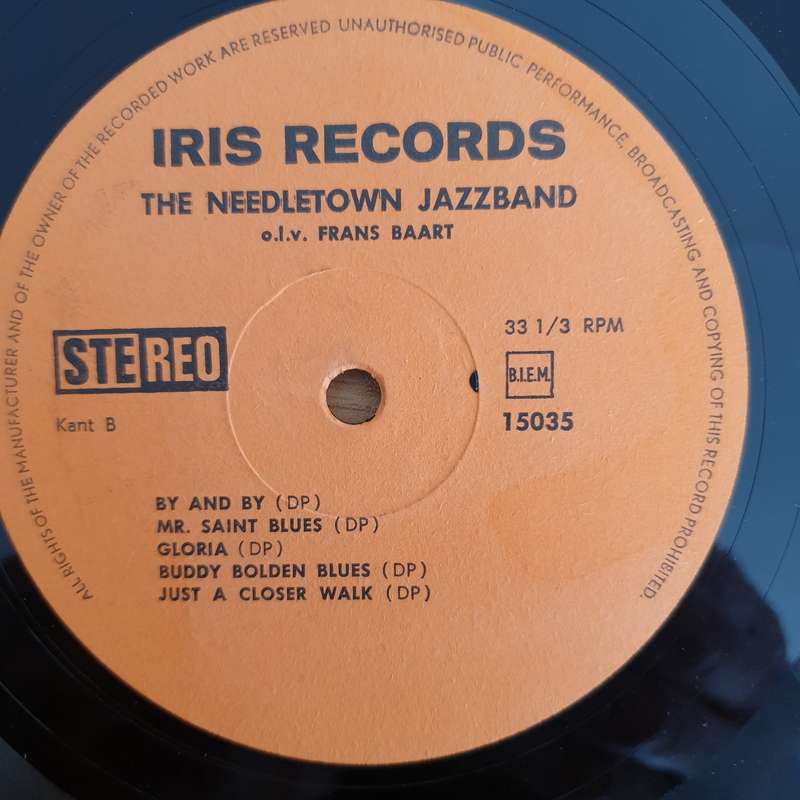 ALL RIGHTS OF THE MANUFACTURER AND OF THE OWNER OF THE RECORDED WORK ARE RESERVED UNAUTHORISED PUBLIC PERFORMANCE, BROADCASTING AND COPYING OF THIS RECORD PROHIBITED.
IRIS RECORDS
THE NEEDLETOWN JAZZBAND
o.l.v. FRANS BAART
STEREO
33 1/3 RPM
B.I.E.M.
Kant B
15035
BY AND BY (DP)
MR. SAINT BLUES (DP)
GLORIA (DP)
BUDDY BOLDEN BLUES (DP)
JUST A CLOSER WALK (DP)